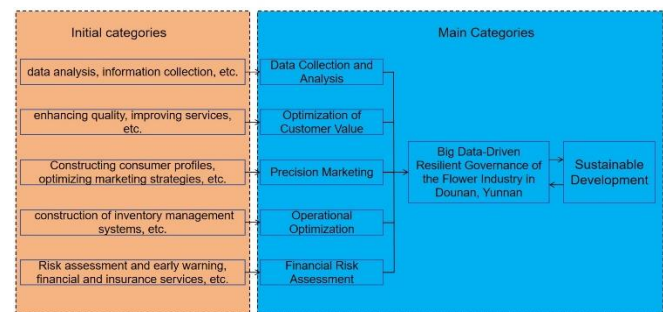 Initial categories
Main Categories
data analysis, information collection, etc.
Data Collection and
Analysis
enhancing quality, improving services,
etc.
Optimization of
Customer Value
Constructing consumer profiles,
optimizing marketing strategies, etc.
Precision Marketing
Big Data-Driven
Resilient Governance of
the Flower Industry in
Dounan, Yunnan
Sustainable
Development
construction of inventory management
systems, etc.
Operational
Optimization
Risk assessment and early warning,
financial and insurance services, etc.
Financial Risk
Assessment